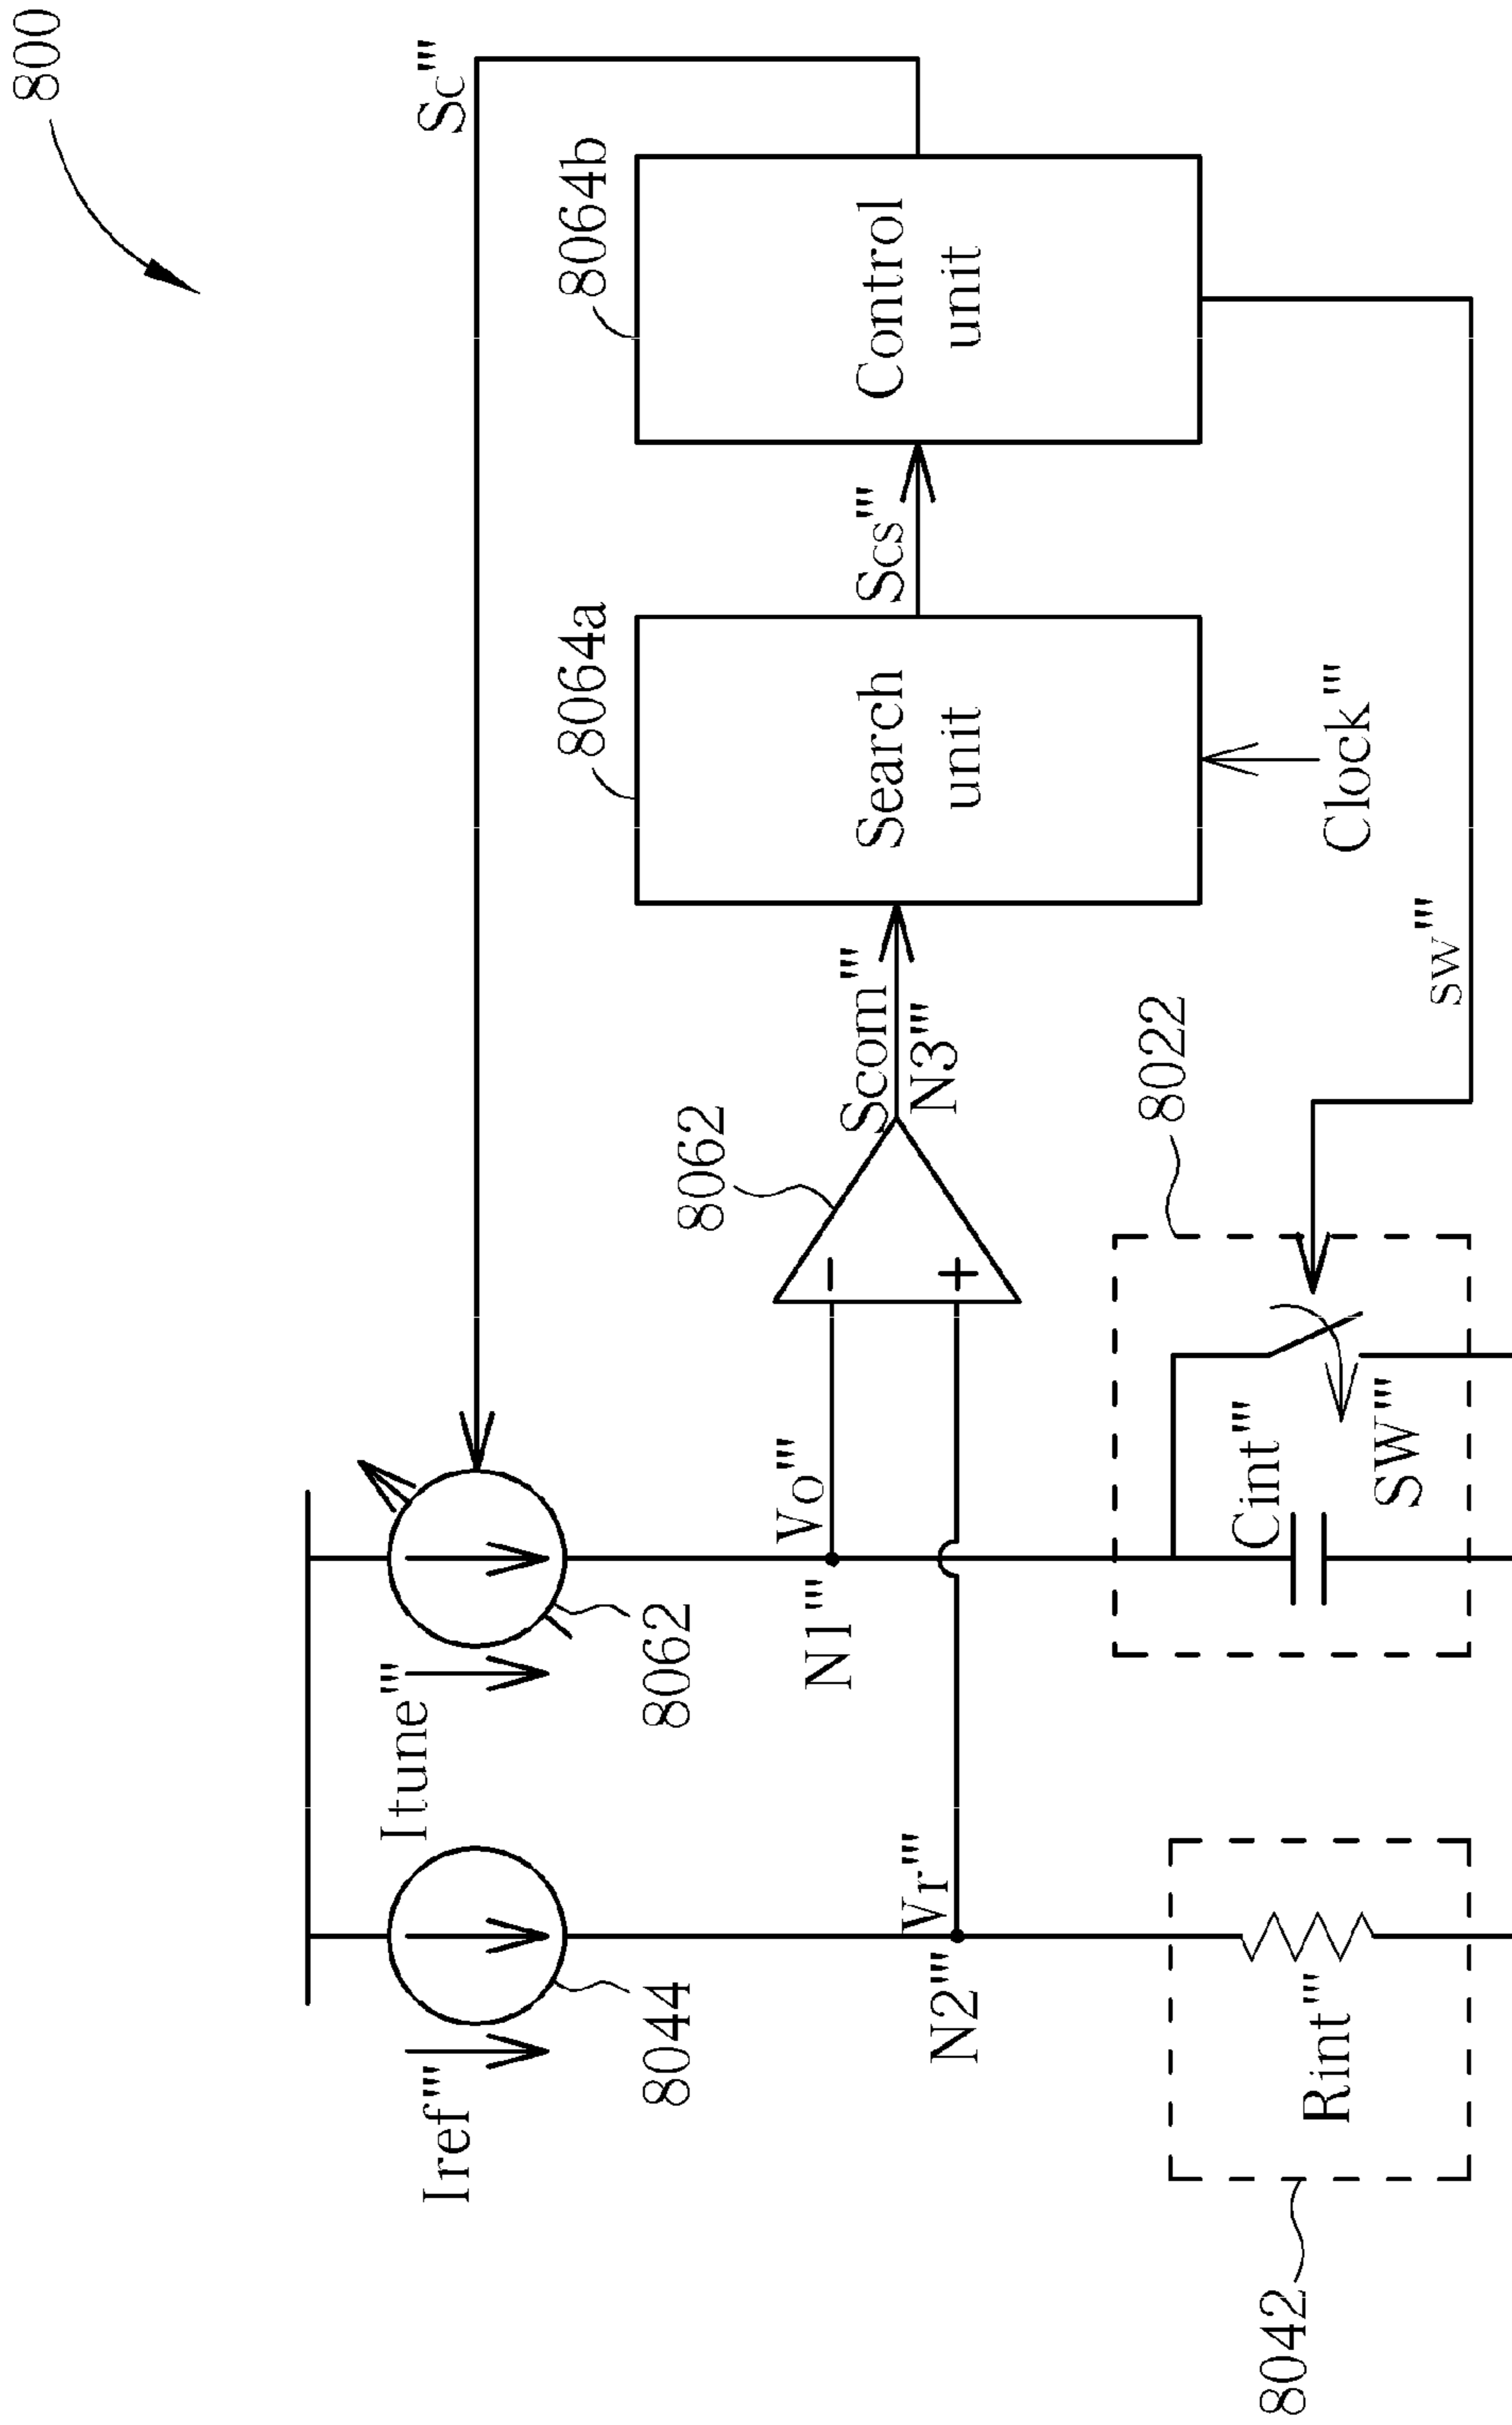 800
Sc'''
8064b
Control
unit
Scs'''
8064a
Search
unit
Clock'''
Scom'''
N3'''
8062
sw'''
8022
Cint'''
SW'''
Vo'''
N1'''
Itune'''
8062
Iref'''
8044
Vr'''
N2'''
Rint'''
8042
−
+